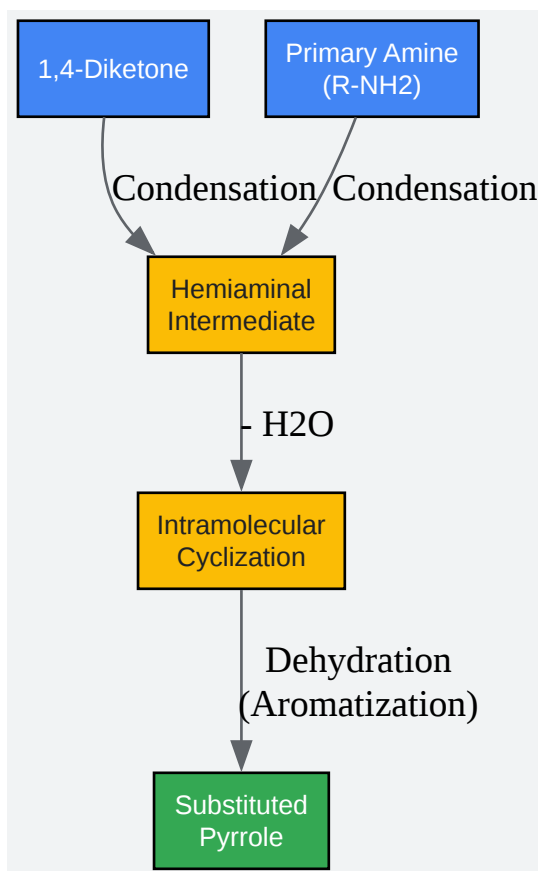 1,4-Diketone
Primary Amine
(R-NH2)
Condensation
Condensation
Hemiaminal
Intermediate
- H2O
Intramolecular
Cyclization
Dehydration
(Aromatization)
Substituted
Pyrrole